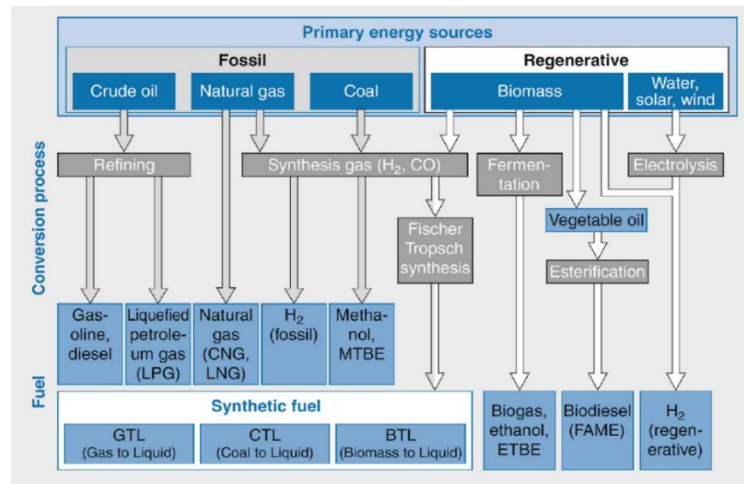 Primary energy sources
Fossil
Regenerative
Crude oil
Natural gas
Coal
Biomass
Water,
solar, wind
Conversion process
Refining
Synthesis gas (H₂, CO)
Fermen-
tation
Electrolysis
Fischer
Tropsch
synthesis
Vegetable oil
Esterification
Fuel
Gas-
oline,
diesel
Liquefied
petrole-
um gas
(LPG)
Natural
gas
(CNG,
LNG)
H₂
(fossil)
Metha-
nol,
MTBE
Synthetic fuel
GTL
(Gas to Liquid)
CTL
(Coal to Liquid)
BTL
(Biomass to Liquid)
Biogas,
ethanol,
ETBE
Biodiesel
(FAME)
H₂
(regen-
erative)